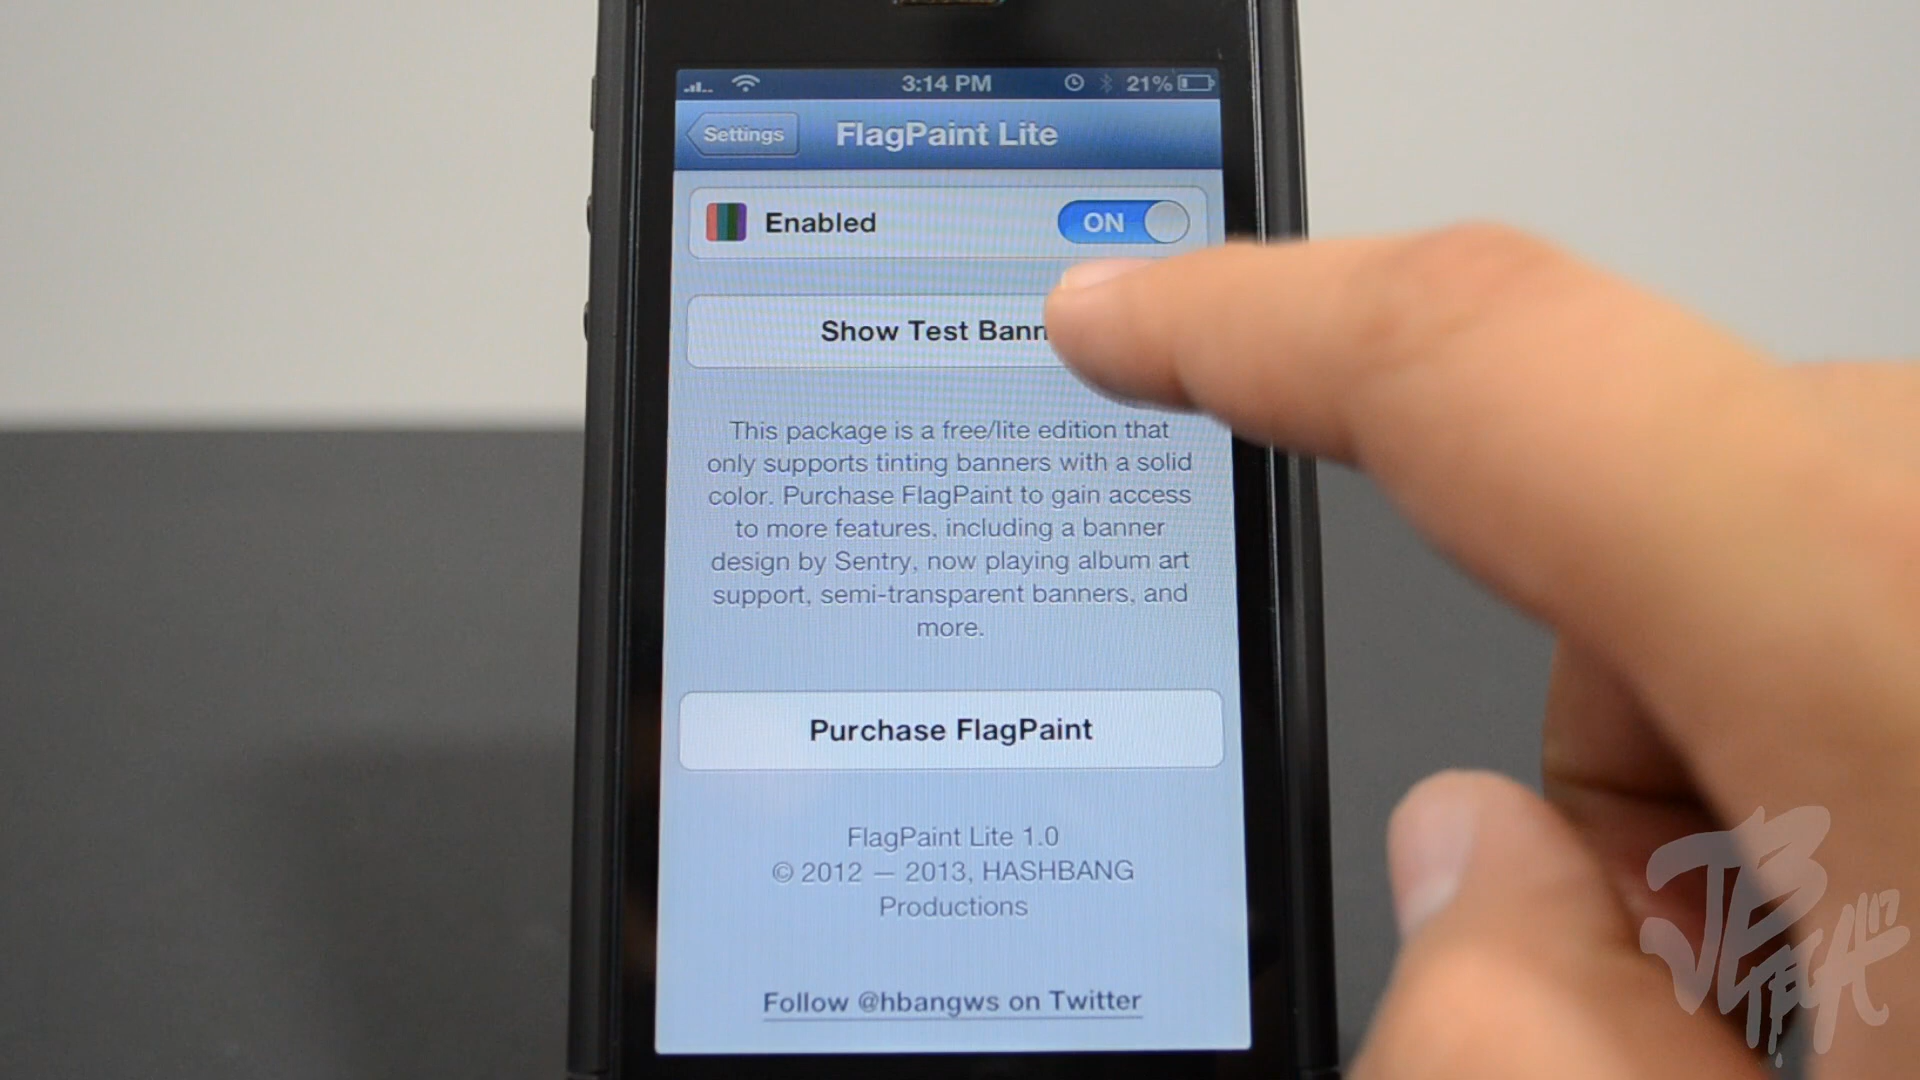 3:14 PM 21%
Settings FlagPaint Lite
Enabled ON
Show Test Bann
This package is a free/lite edition that
only supports tinting banners with a solid
color. Purchase FlagPaint to gain access
to more features, including a banner
design by Sentry, now playing album art
support, semi-transparent banners, and
more.
Purchase FlagPaint
FlagPaint Lite 1.0
© 2012 — 2013, HASHBANG
Productions
Follow @hbangws on Twitter